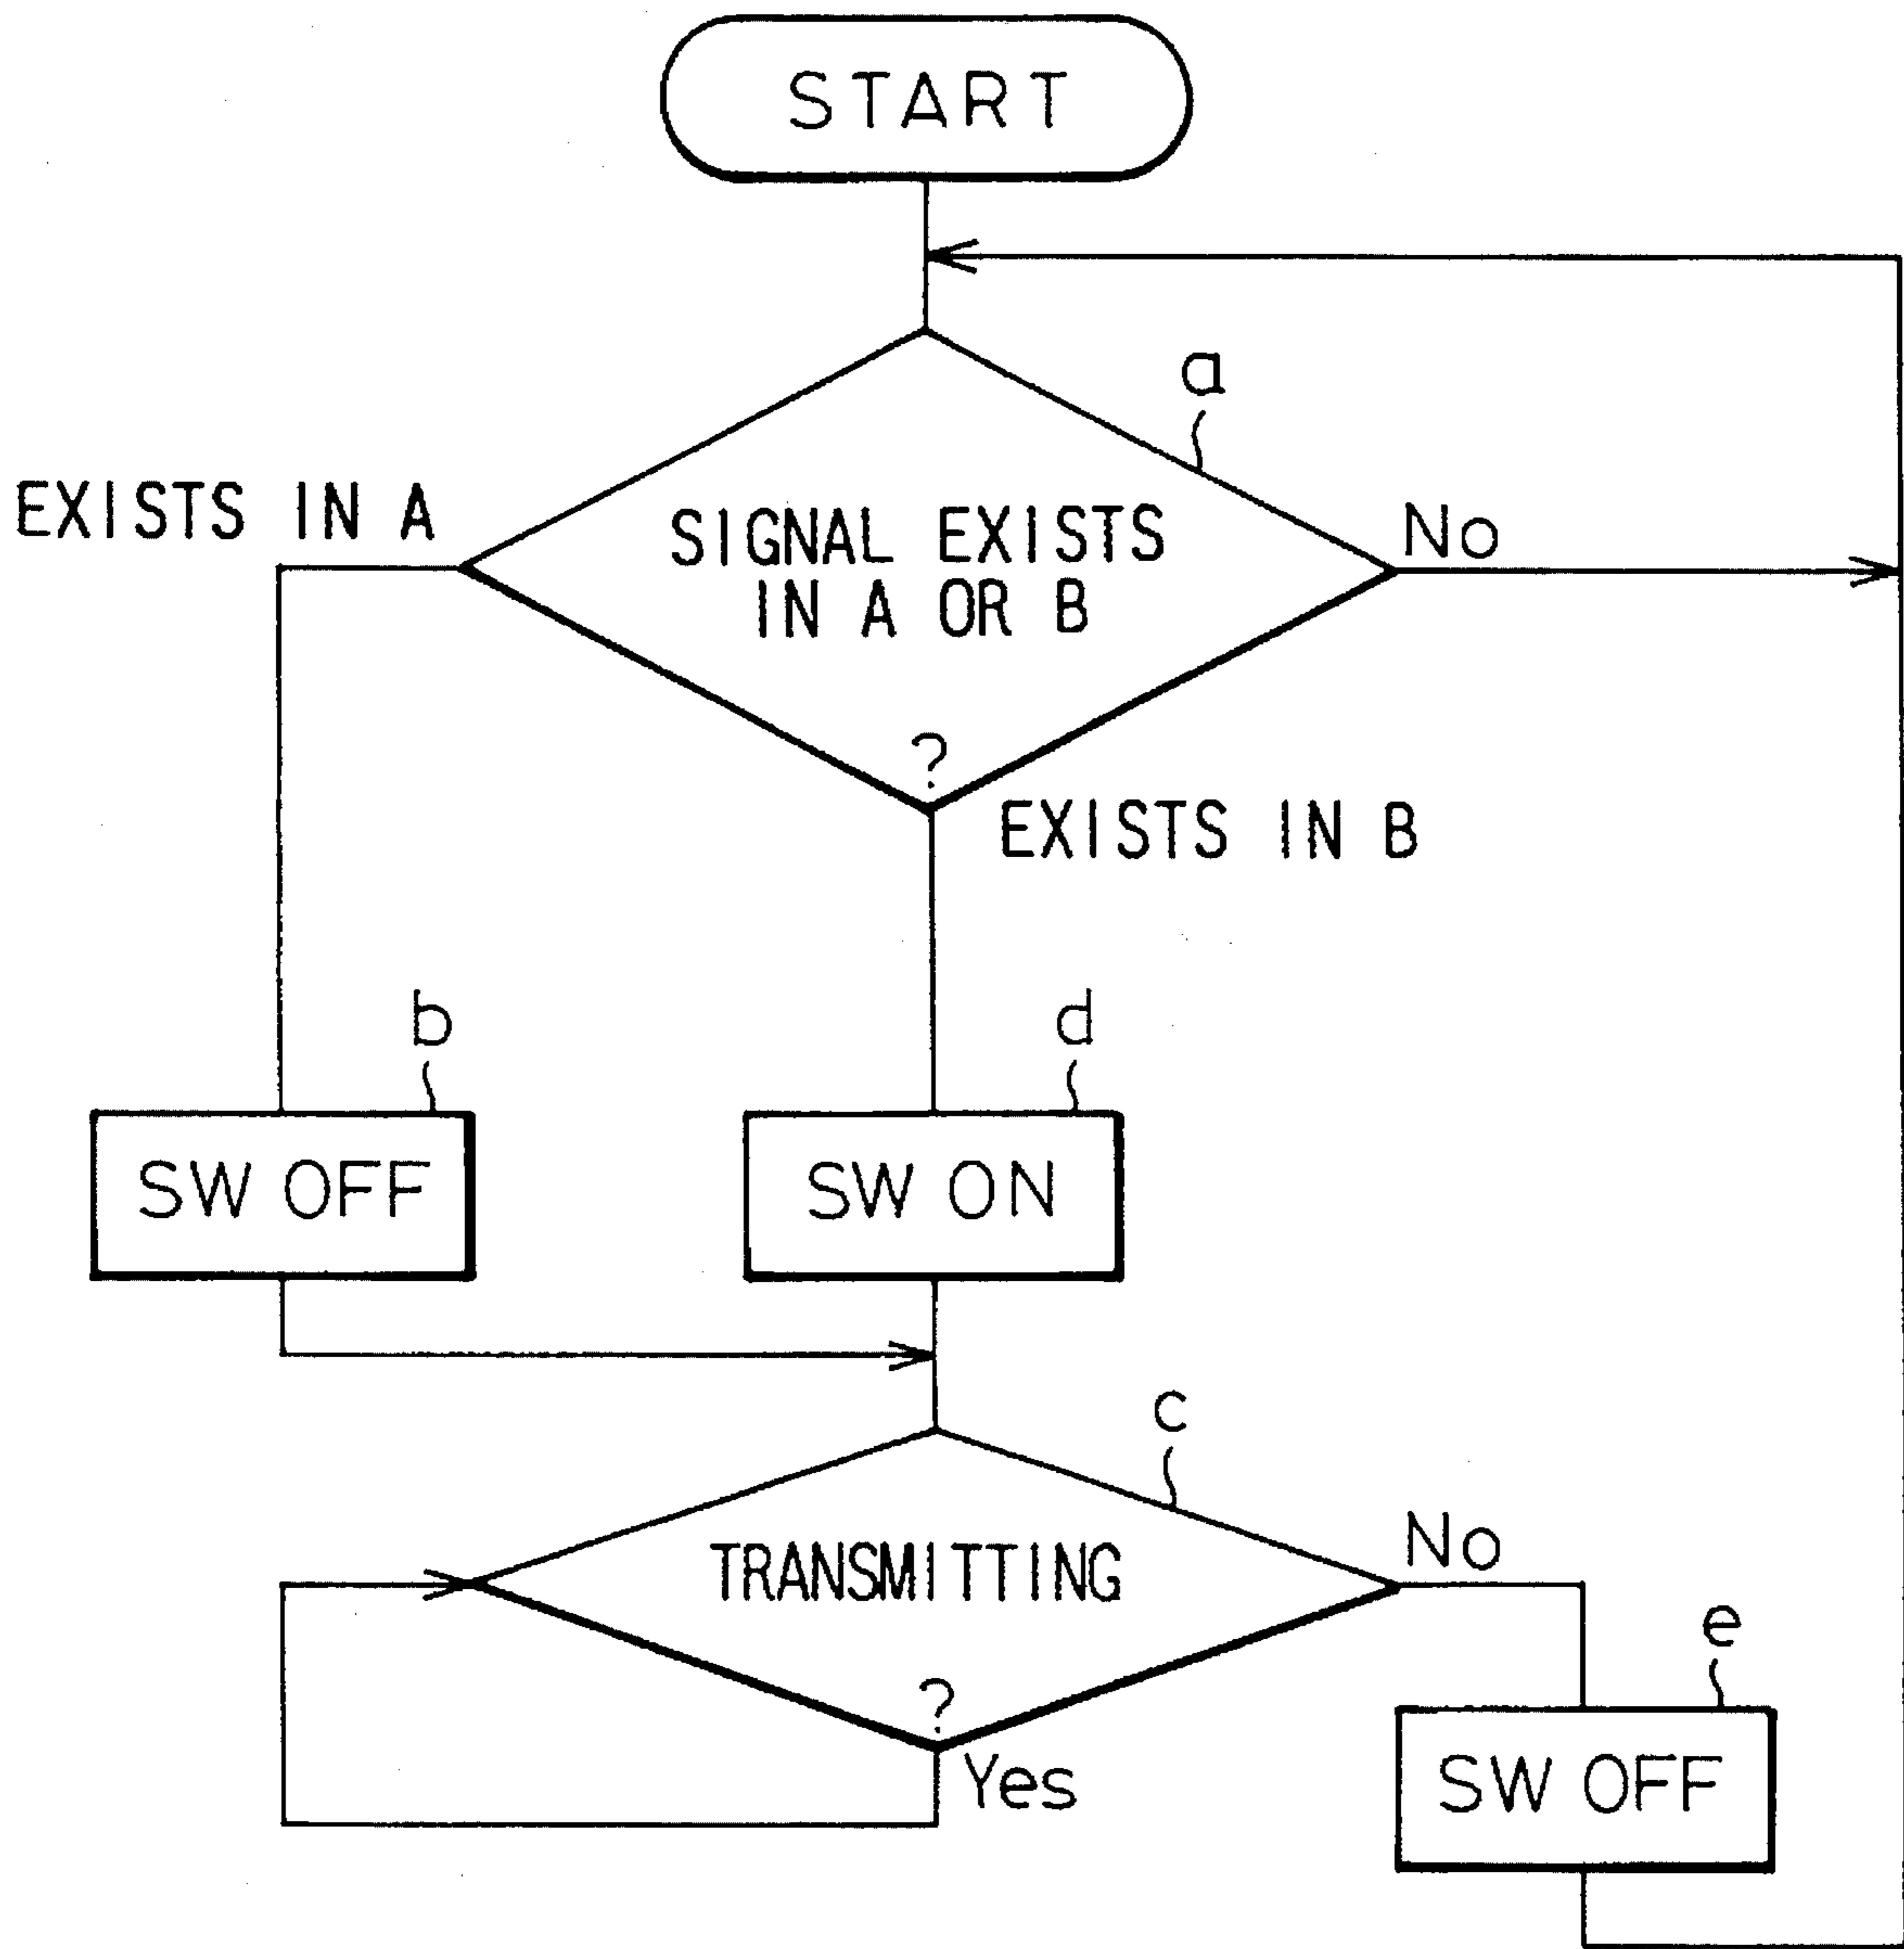 START
a
EXISTS IN A
SIGNAL EXISTS
IN A OR B
?
No
EXISTS IN B
b
d
SW OFF
SW ON
c
TRANSMITTING
?
No
Yes
e
SW OFF